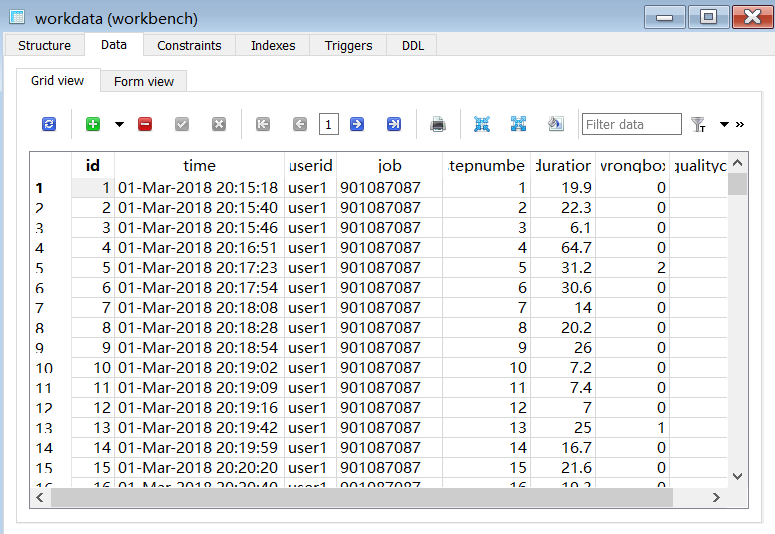 workdata (workbench)
Structure Data Constraints Indexes Triggers DDL
Grid view Form view
1 Filter data T »
id time userid job tepnumbe duration wrongbox qualityc
1 1 01-Mar-2018 20:15:18 user1 901087087 1 19.9 0
2 2 01-Mar-2018 20:15:40 user1 901087087 2 22.3 0
3 3 01-Mar-2018 20:15:46 user1 901087087 3 6.1 0
4 4 01-Mar-2018 20:16:51 user1 901087087 4 64.7 0
5 5 01-Mar-2018 20:17:23 user1 901087087 5 31.2 2
6 6 01-Mar-2018 20:17:54 user1 901087087 6 30.6 0
7 7 01-Mar-2018 20:18:08 user1 901087087 7 14 0
8 8 01-Mar-2018 20:18:28 user1 901087087 8 20.2 0
9 9 01-Mar-2018 20:18:54 user1 901087087 9 26 0
10 10 01-Mar-2018 20:19:02 user1 901087087 10 7.2 0
11 11 01-Mar-2018 20:19:09 user1 901087087 11 7.4 0
12 12 01-Mar-2018 20:19:16 user1 901087087 12 7 0
13 13 01-Mar-2018 20:19:42 user1 901087087 13 25 1
14 14 01-Mar-2018 20:19:59 user1 901087087 14 16.7 0
15 15 01-Mar-2018 20:20:20 user1 901087087 15 21.6 0
16 16 01-Mar-2018 20:20:40 user1 901087087 16 19.3 0